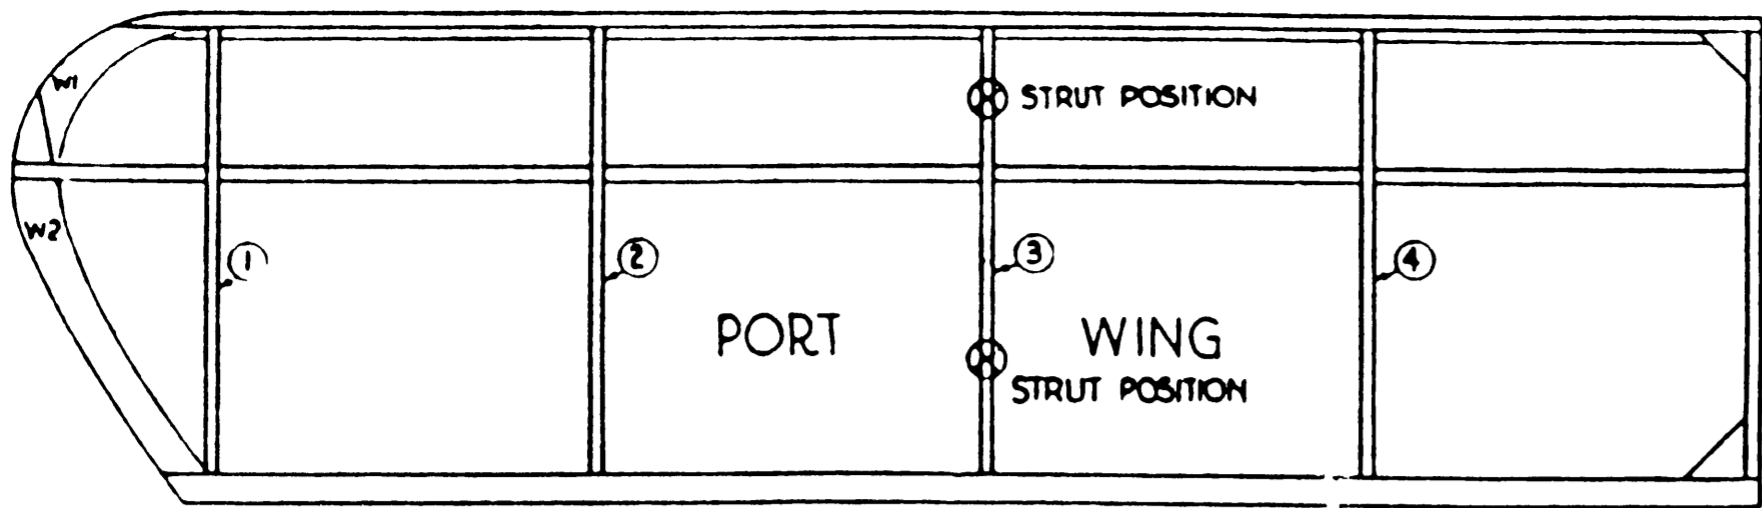 W1
STRUT POSITION
W2
1
2
3
4
PORT WING
STRUT POSITION